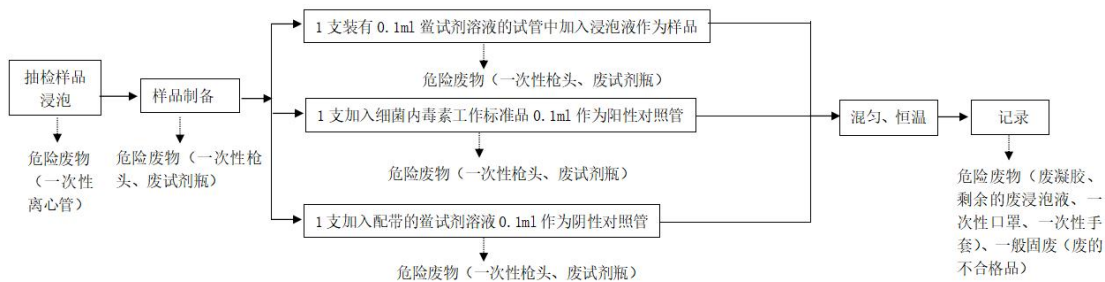 1支装有0.1ml鲎试剂溶液的试管中加入浸泡液作为样品
危险废物（一次性枪头、废试剂瓶）
抽检样品
浸泡
样品制备
1支加入细菌内毒素工作标准品0.1ml作为阳性对照管
混匀、恒温
记录
危险废物
（一次性
离心管）
危险废物（一次性枪
头、废试剂瓶）
危险废物（一次性枪头、废试剂瓶）
危险废物（废凝胶、
剩余的废浸泡液、一
次性口罩、一次性手
套）、一般固废（废的
不合格品）
1支加入配带的鲎试剂溶液0.1ml作为阴性对照管
危险废物（一次性枪头、废试剂瓶）